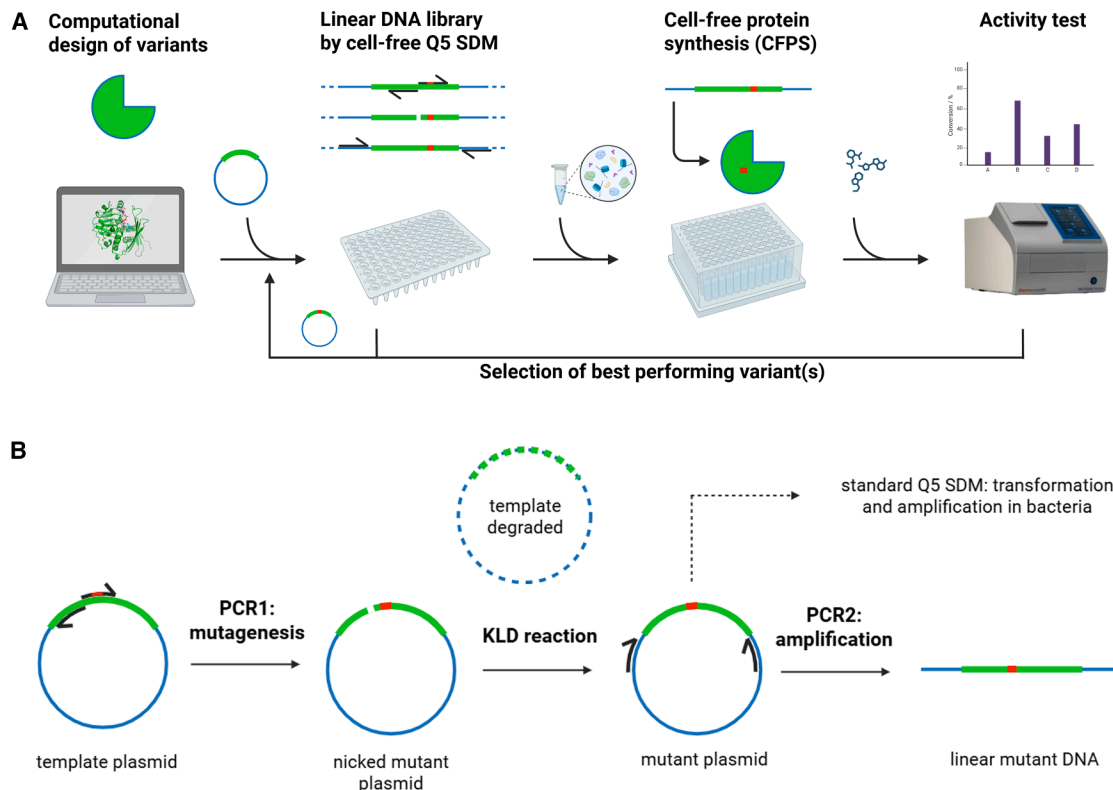 A
Computational
design of variants
Linear DNA library
by cell-free Q5 SDM
Cell-free protein
synthesis (CFPS)
Activity test
Conversion / %
100
80
60
40
20
0
A
B
C
D
Selection of best performing variant(s)
B
template
degraded
standard Q5 SDM: transformation
and amplification in bacteria
PCR1:
mutagenesis
KLD reaction
PCR2:
amplification
template plasmid
nicked mutant
plasmid
mutant plasmid
linear mutant DNA